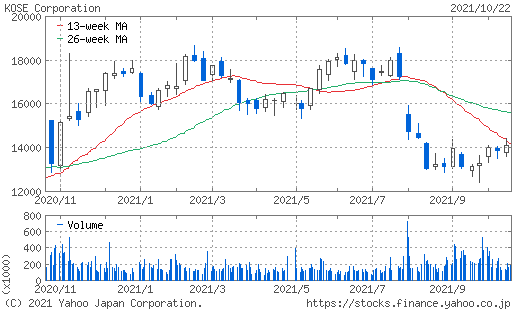 KOSE Corporation 2021/10/22
20000
13-week MA
26-week MA
18000
16000
14000
12000
2020/11 2021/1 2021/3 2021/5 2021/7 2021/9
800
Volume
600
400
200
0
(x1000)
2020/11 2021/1 2021/3 2021/5 2021/7 2021/9
(C) 2021 Yahoo Japan Corporation. https://stocks.finance.yahoo.co.jp/